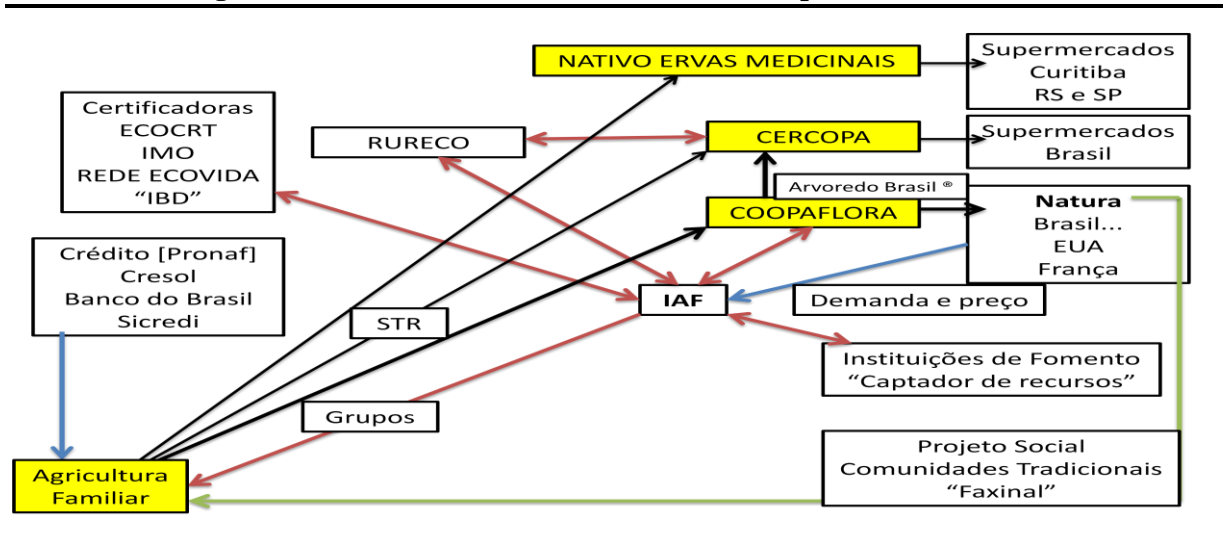 NATIVO ERVAS MEDICINAIS
Supermercados
Curitiba
RS e SP
Certificadoras
ECOCRT
IMO
REDE ECOVIDA
“IBD”
RURECO
CERCOPA
Supermercados
Brasil
Arvoredo Brasil ®
COOPAFLORA
Natura
Brasil...
EUA
França
Crédito [Pronaf]
Cresol
Banco do Brasil
Sicredi
IAF
Demanda e preço
STR
Instituições de Fomento
“Captador de recursos”
Grupos
Projeto Social
Comunidades Tradicionais
“Faxinal”
Agricultura
Familiar